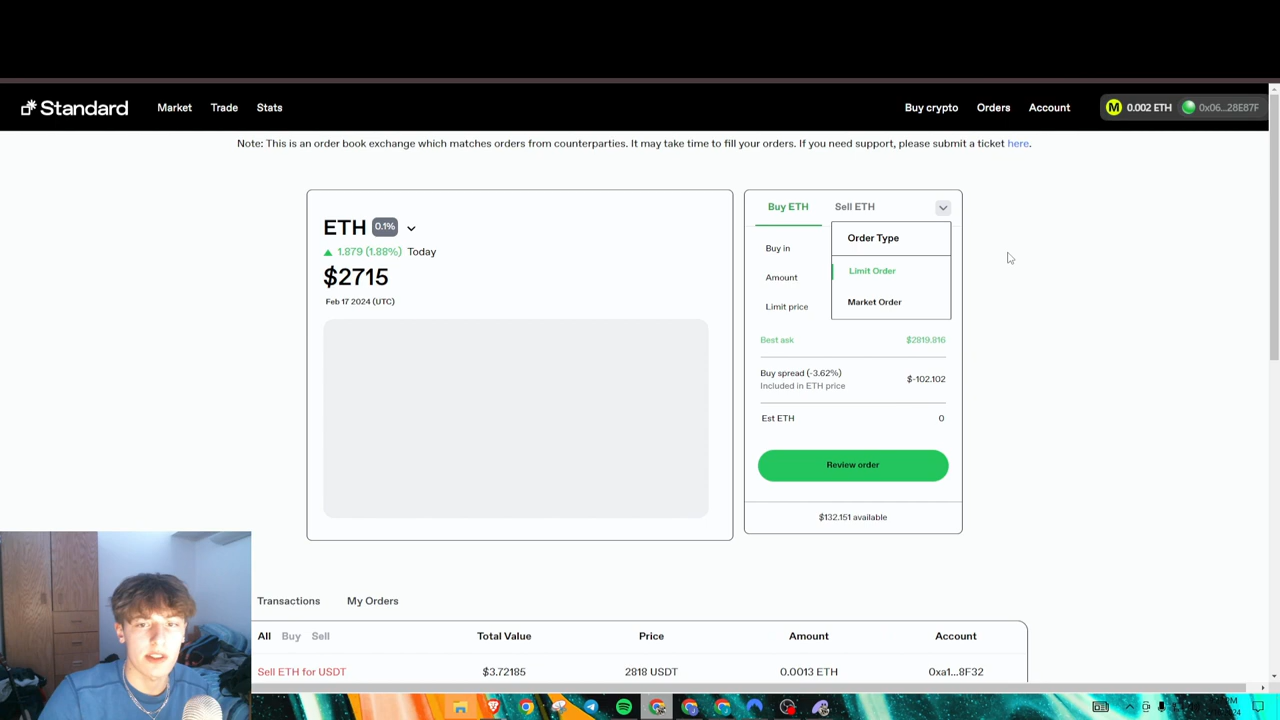 Standard
Market
Trade
Stats
Buy crypto
Orders
Account
M
0.002 ETH
0x06...28E87F
Note: This is an order book exchange which matches orders from counterparties. It may take time to fill your orders. If you need support, please submit a ticket here.
ETH 0.1%
1.879 (1.88%) Today
$2715
Feb 17 2024 (UTC)
Buy ETH
Sell ETH
Order Type
Limit Order
Market Order
Buy in
Amount
Limit price
Best ask
$2819.816
Buy spread (-3.62%)
Included in ETH price
$-102.102
Est ETH
0
Review order
$132.151 available
Transactions
My Orders
All
Buy
Sell
Total Value
Price
Amount
Account
Sell ETH for USDT
$3.72185
2818 USDT
0.0013 ETH
0xa1...8F32